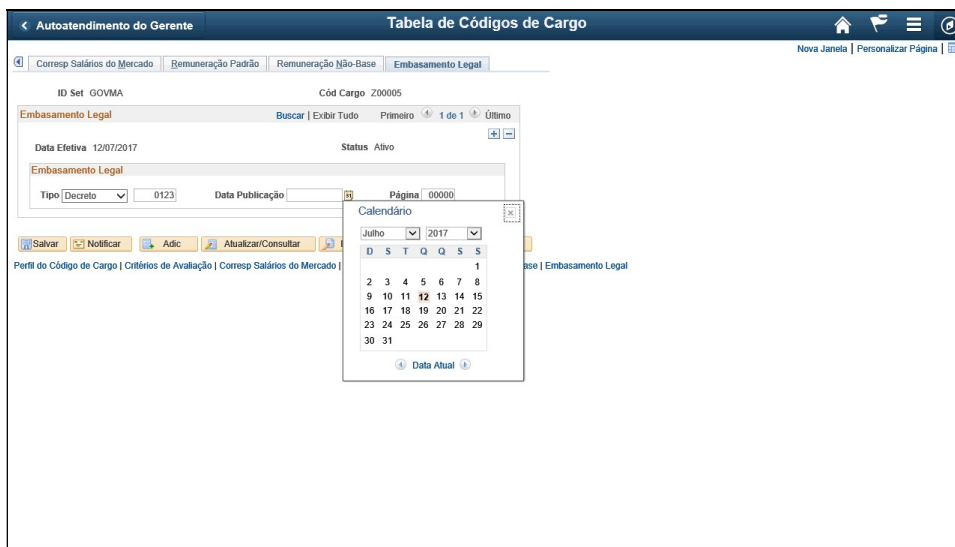 Autoatendimento do Gerente
Tabela de Códigos de Cargo
Nova Janela | Personalizar Página |
Corresp Salários do Mercado
Remuneração Padrão
Remuneração Não-Base
Embasamento Legal
ID Set GOVMA
Cód Cargo Z00005
Embasamento Legal
Buscar | Exibir Tudo
Primeiro 1 de 1 Último
Data Efetiva 12/07/2017
Status Ativo
Embasamento Legal
Tipo Decreto 0123
Data Publicação
Página 00000
Calendário
Julho 2017
D S T Q Q S S
1
2 3 4 5 6 7 8
9 10 11 12 13 14 15
16 17 18 19 20 21 22
23 24 25 26 27 28 29
30 31
Data Atual
Salvar
Notificar
Adic
Atualizar/Consultar
Perfil do Código de Cargo | Critérios de Avaliação | Corresp Salários do Mercado |
| Embasamento Legal